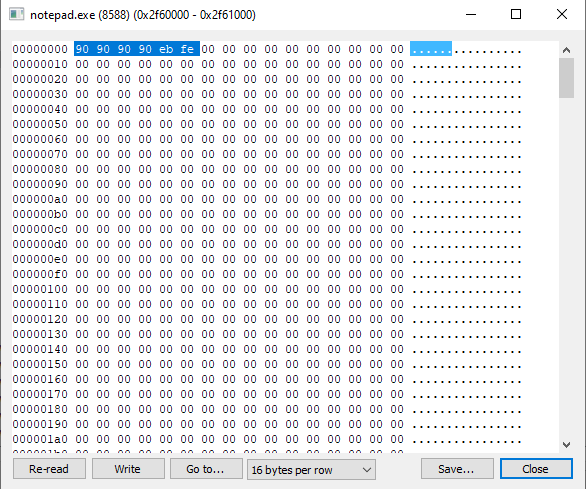 notepad.exe (8588) (0x2f60000 - 0x2f61000)
00000000 90 90 90 90 eb fe 00 00 00 00 00 00 00 00 00 00 ................
00000010 00 00 00 00 00 00 00 00 00 00 00 00 00 00 00 00 ................
00000020 00 00 00 00 00 00 00 00 00 00 00 00 00 00 00 00 ................
00000030 00 00 00 00 00 00 00 00 00 00 00 00 00 00 00 00 ................
00000040 00 00 00 00 00 00 00 00 00 00 00 00 00 00 00 00 ................
00000050 00 00 00 00 00 00 00 00 00 00 00 00 00 00 00 00 ................
00000060 00 00 00 00 00 00 00 00 00 00 00 00 00 00 00 00 ................
00000070 00 00 00 00 00 00 00 00 00 00 00 00 00 00 00 00 ................
00000080 00 00 00 00 00 00 00 00 00 00 00 00 00 00 00 00 ................
00000090 00 00 00 00 00 00 00 00 00 00 00 00 00 00 00 00 ................
000000a0 00 00 00 00 00 00 00 00 00 00 00 00 00 00 00 00 ................
000000b0 00 00 00 00 00 00 00 00 00 00 00 00 00 00 00 00 ................
000000c0 00 00 00 00 00 00 00 00 00 00 00 00 00 00 00 00 ................
000000d0 00 00 00 00 00 00 00 00 00 00 00 00 00 00 00 00 ................
000000e0 00 00 00 00 00 00 00 00 00 00 00 00 00 00 00 00 ................
000000f0 00 00 00 00 00 00 00 00 00 00 00 00 00 00 00 00 ................
00000100 00 00 00 00 00 00 00 00 00 00 00 00 00 00 00 00 ................
00000110 00 00 00 00 00 00 00 00 00 00 00 00 00 00 00 00 ................
00000120 00 00 00 00 00 00 00 00 00 00 00 00 00 00 00 00 ................
00000130 00 00 00 00 00 00 00 00 00 00 00 00 00 00 00 00 ................
00000140 00 00 00 00 00 00 00 00 00 00 00 00 00 00 00 00 ................
00000150 00 00 00 00 00 00 00 00 00 00 00 00 00 00 00 00 ................
00000160 00 00 00 00 00 00 00 00 00 00 00 00 00 00 00 00 ................
00000170 00 00 00 00 00 00 00 00 00 00 00 00 00 00 00 00 ................
00000180 00 00 00 00 00 00 00 00 00 00 00 00 00 00 00 00 ................
00000190 00 00 00 00 00 00 00 00 00 00 00 00 00 00 00 00 ................
000001a0 00 00 00 00 00 00 00 00 00 00 00 00 00 00 00 00 ................
Re-read Write Go to... 16 bytes per row Save... Close